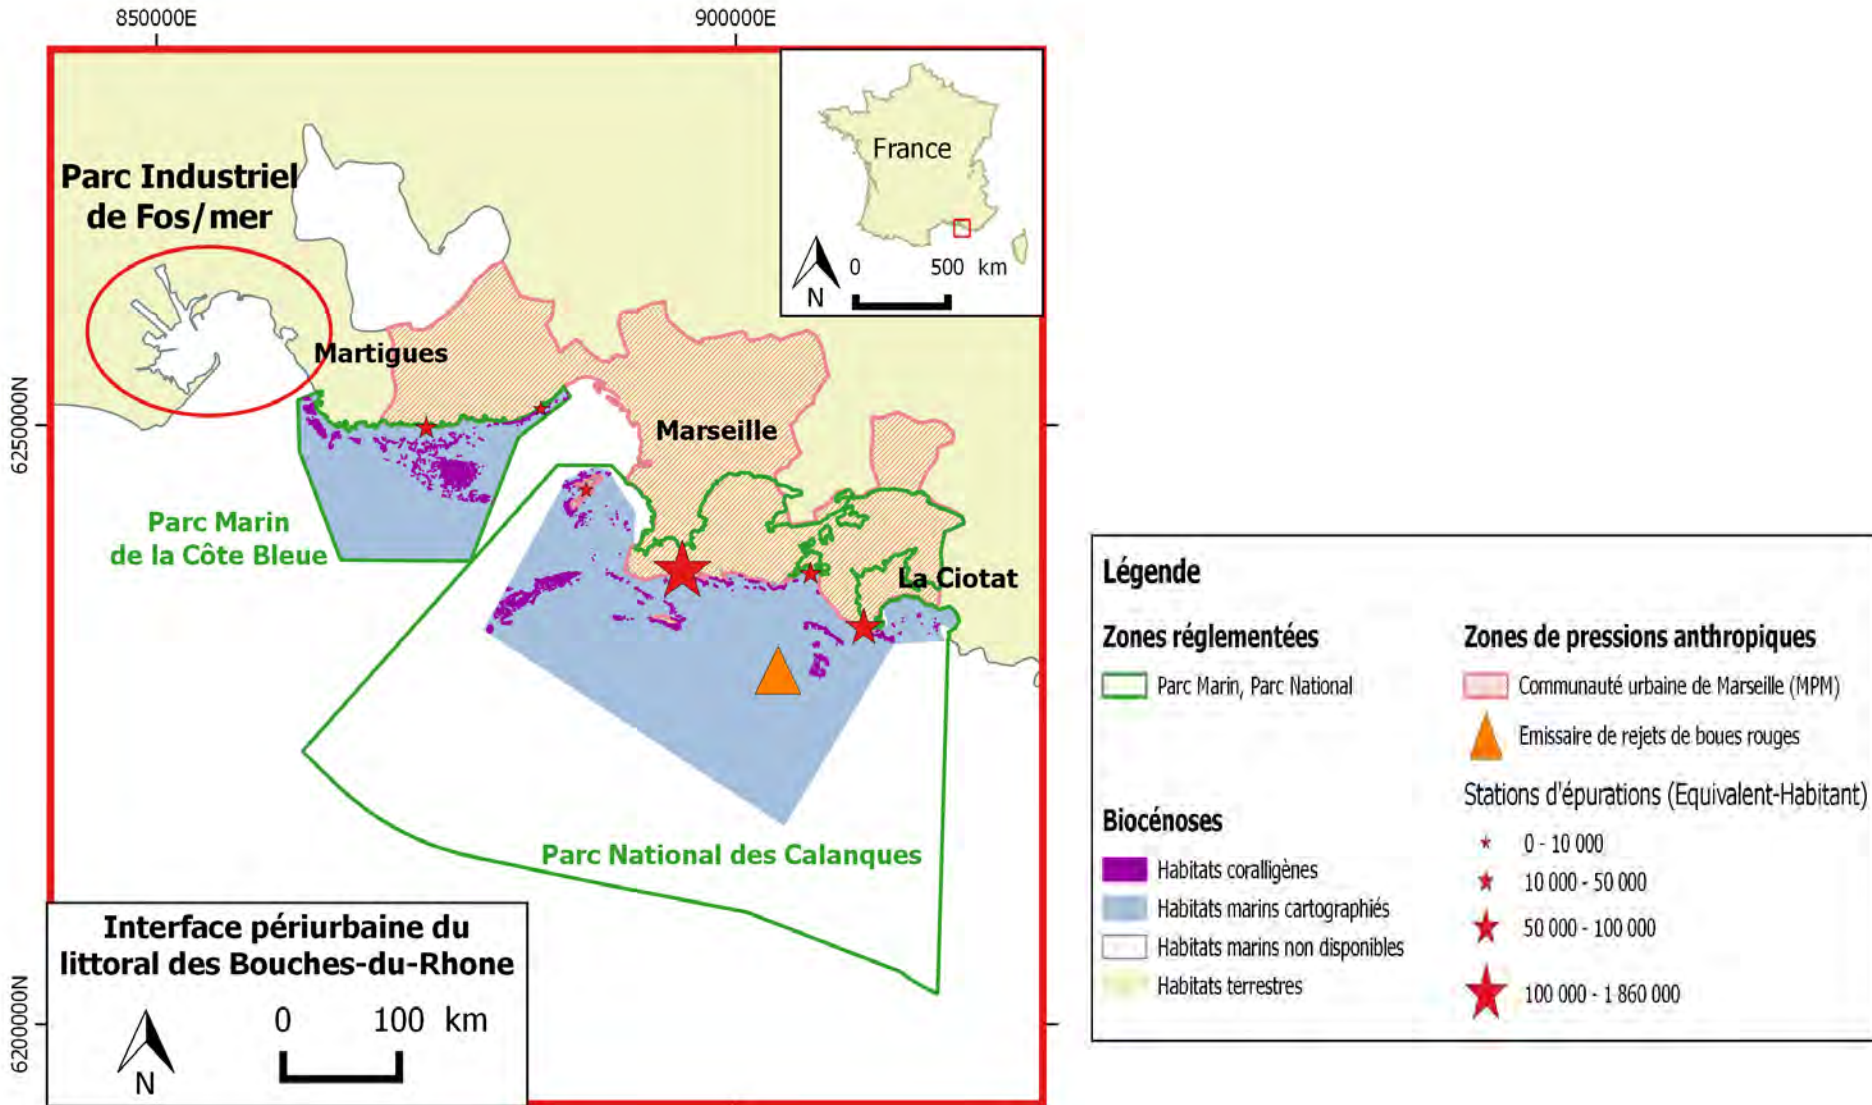 850000E
900000E
6250000N
6200000N
France
0 500 km
N
Parc Industriel
de Fos/mer
Martigues
Marseille
La Ciotat
Parc Marin
de la Côte Bleue
Parc National des Calanques
Interface périurbaine du
littoral des Bouches-du-Rhone
0 100 km
N
Légende
Zones réglementées
Parc Marin, Parc National
Biocénoses
Habitats coralligènes
Habitats marins cartographiés
Habitats marins non disponibles
Habitats terrestres
Zones de pressions anthropiques
Communauté urbaine de Marseille (MPM)
Emissaire de rejets de boues rouges
Stations d'épurations (Equivalent-Habitant)
0 - 10 000
10 000 - 50 000
50 000 - 100 000
100 000 - 1 860 000